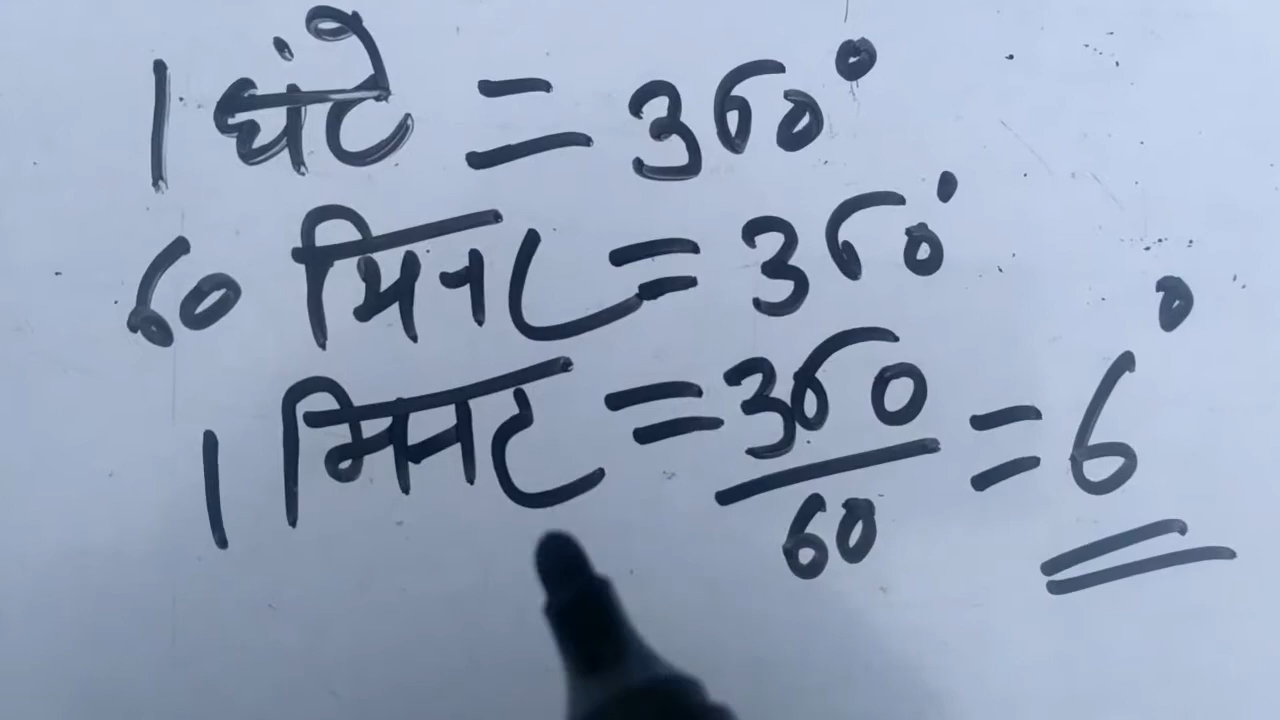 1 घंटे = 360°
60 मिनट = 360°
1 मिनट = 360/60 = 6°